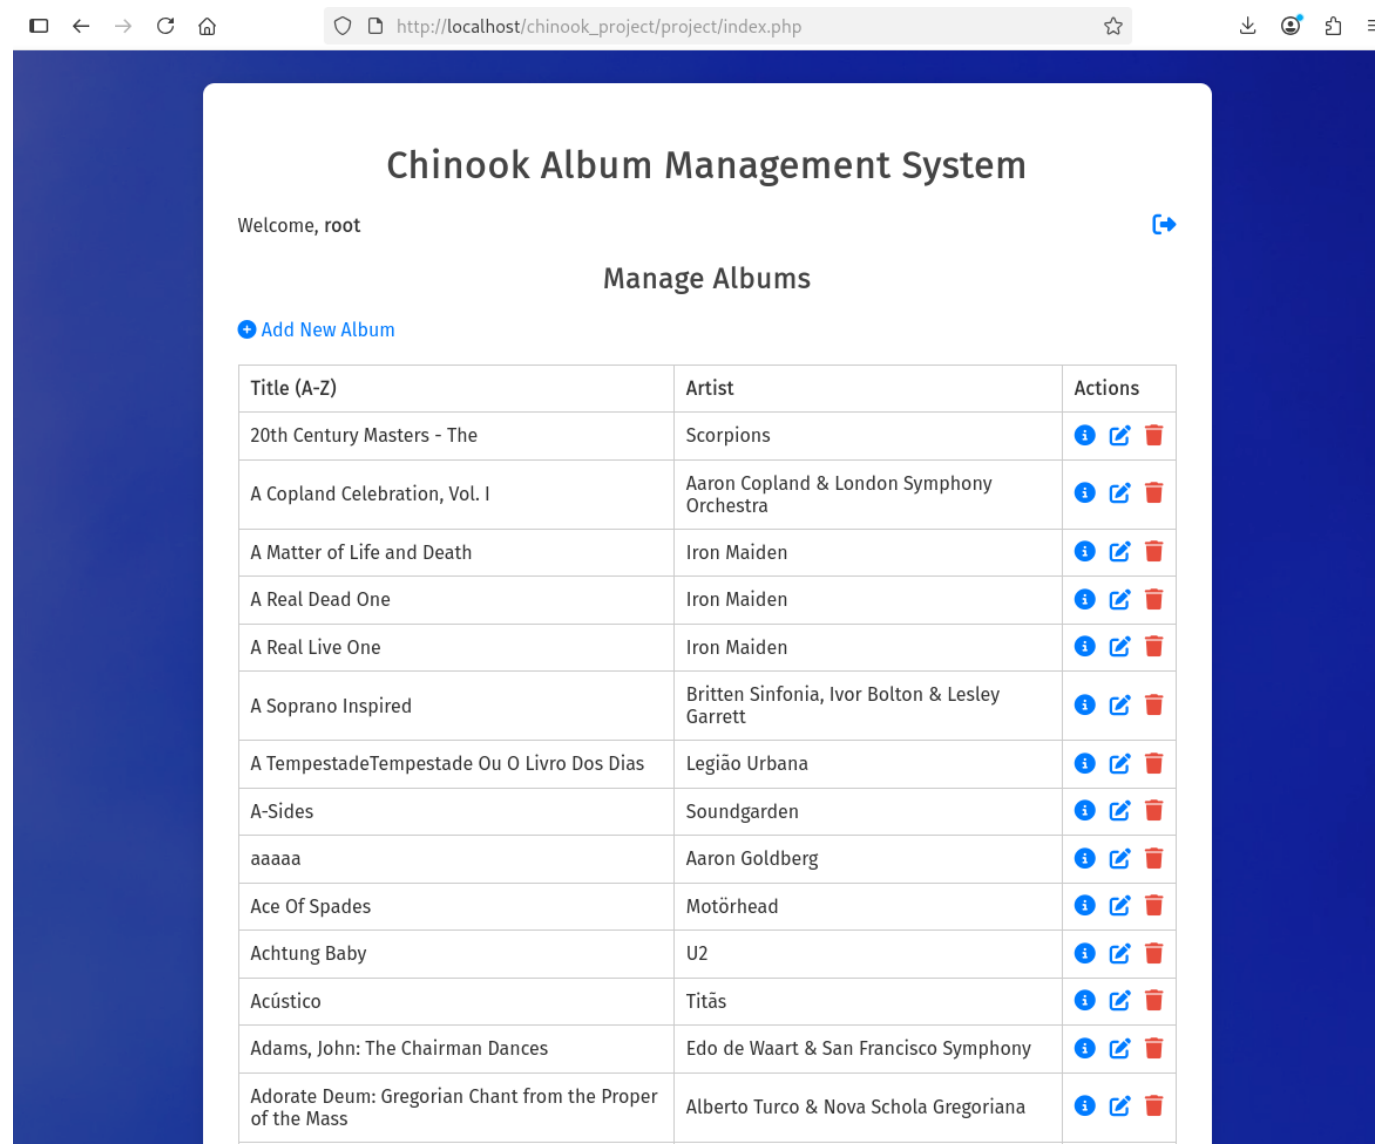 http://localhost/chinook_project/project/index.php
Chinook Album Management System
Welcome, root
Manage Albums
Add New Album
Title (A-Z) Artist Actions
20th Century Masters - The Scorpions
A Copland Celebration, Vol. I Aaron Copland & London Symphony
Orchestra
A Matter of Life and Death Iron Maiden
A Real Dead One Iron Maiden
A Real Live One Iron Maiden
A Soprano Inspired Britten Sinfonia, Ivor Bolton & Lesley
Garrett
A TempestadeTempestade Ou O Livro Dos Dias Legião Urbana
A-Sides Soundgarden
aaaaa Aaron Goldberg
Ace Of Spades Motörhead
Achtung Baby U2
Acústico Titãs
Adams, John: The Chairman Dances Edo de Waart & San Francisco Symphony
Adorate Deum: Gregorian Chant from the Proper
of the Mass Alberto Turco & Nova Schola Gregoriana